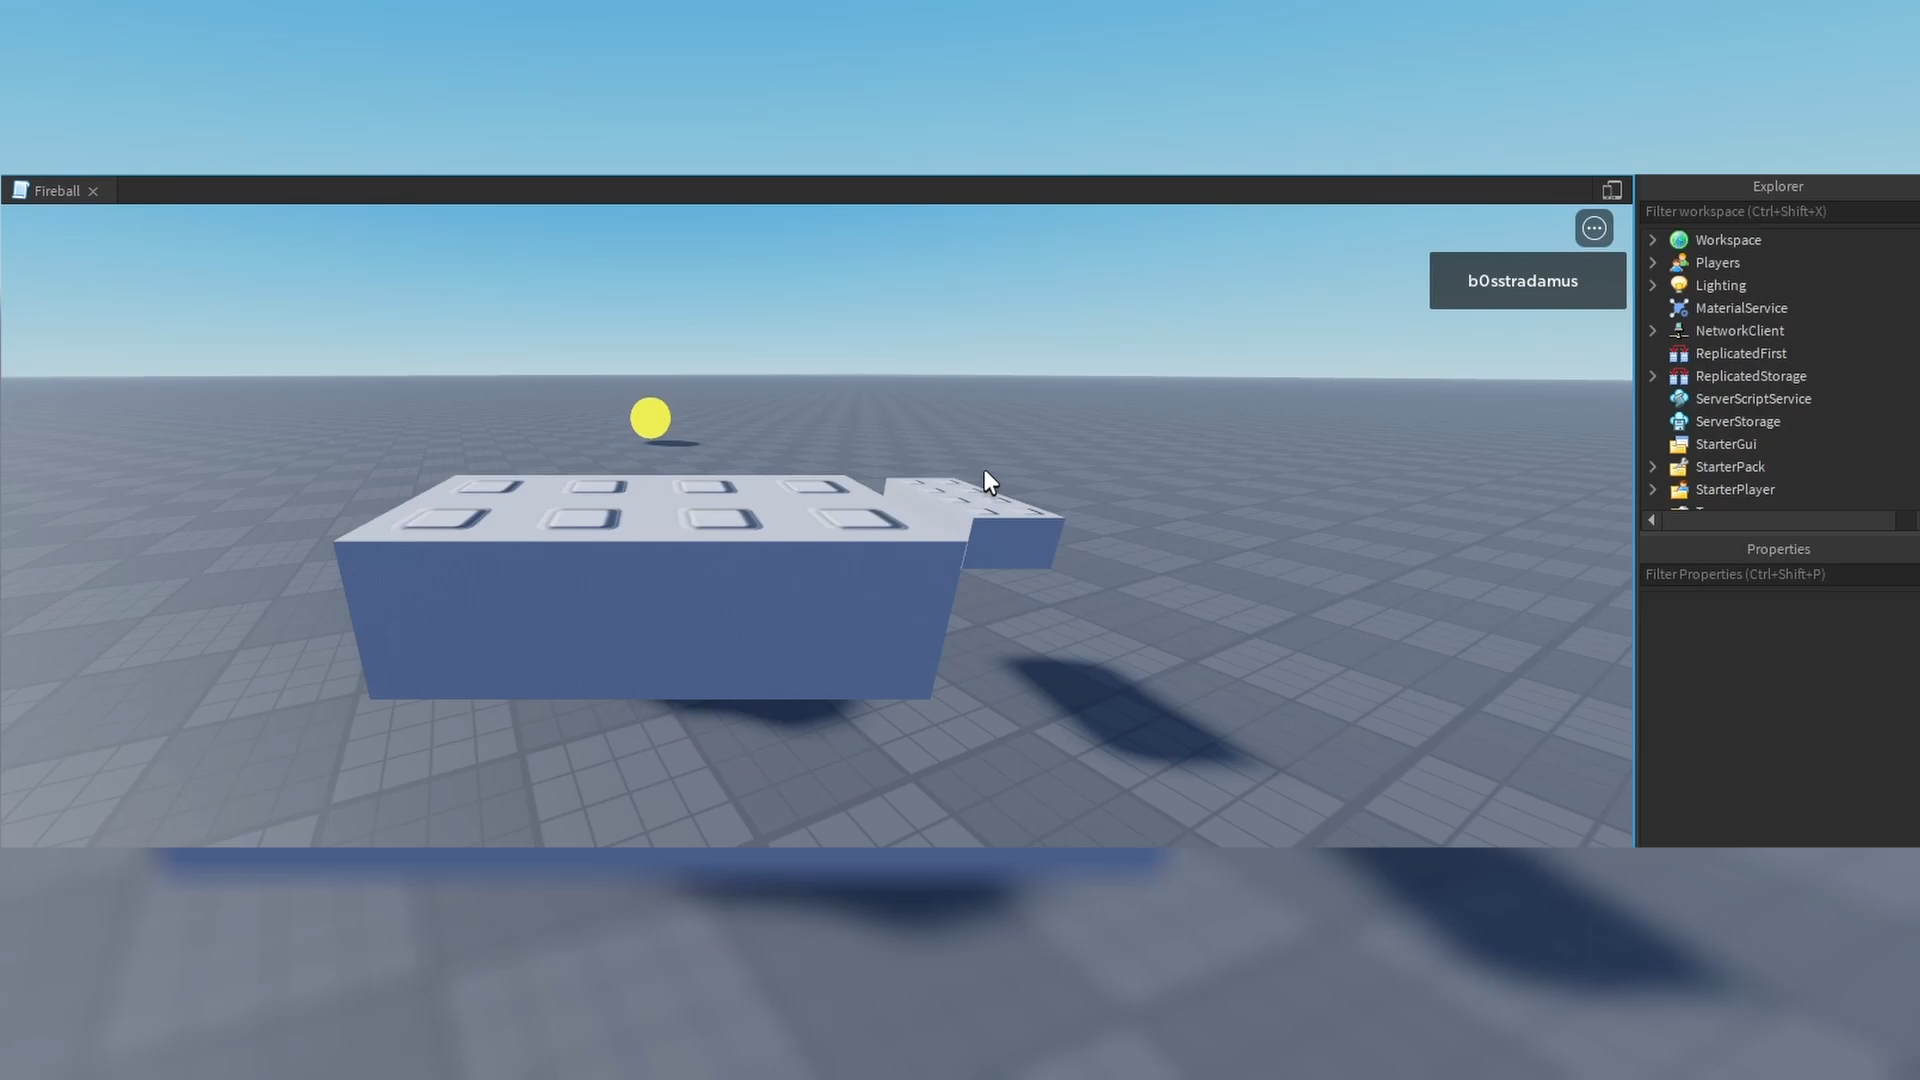 Fireball
Explorer
Filter workspace (Ctrl+Shift+X)
Workspace
Players
b0sstradamus
Lighting
MaterialService
NetworkClient
ReplicatedFirst
ReplicatedStorage
ServerScriptService
ServerStorage
StarterGui
StarterPack
StarterPlayer
Properties
Filter Properties (Ctrl+Shift+P)